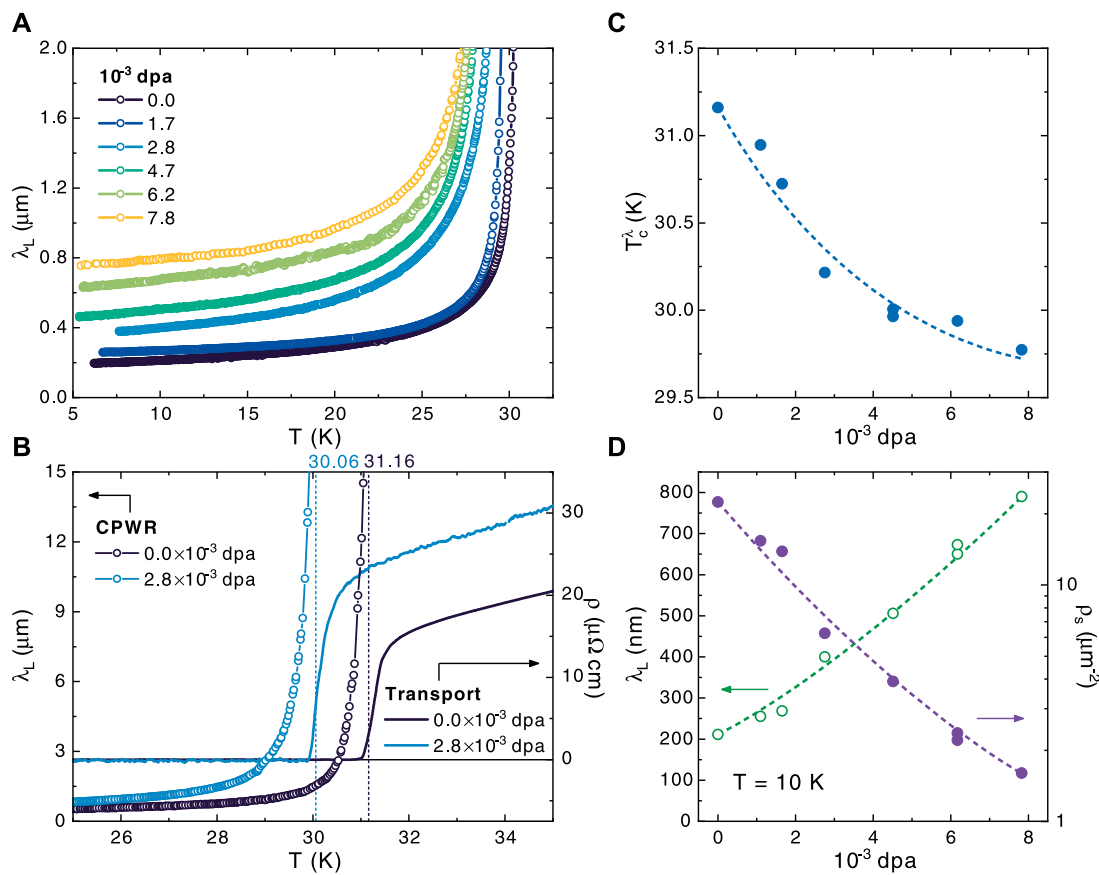 A
2.0
1.6
1.2
0.8
0.4
0.0
λL (μm)
10-3 dpa
0.0
1.7
2.8
4.7
6.2
7.8
5
10
15
20
25
30
T (K)
C
31.0
30.5
30.0
29.5
Tcλ (K)
0
2
4
6
8
10-3 dpa
B
30.06
31.16
15
12
9
6
3
0
λL (μm)
CPWR
0.0×10-3 dpa
2.8×10-3 dpa
Transport
0.0×10-3 dpa
2.8×10-3 dpa
30
20
10
0
ρ (μΩ cm)
26
28
30
32
34
T (K)
D
800
700
600
500
400
300
200
100
0
λL (nm)
T = 10 K
10
1
ρs (μm-2)
0
2
4
6
8
10-3 dpa